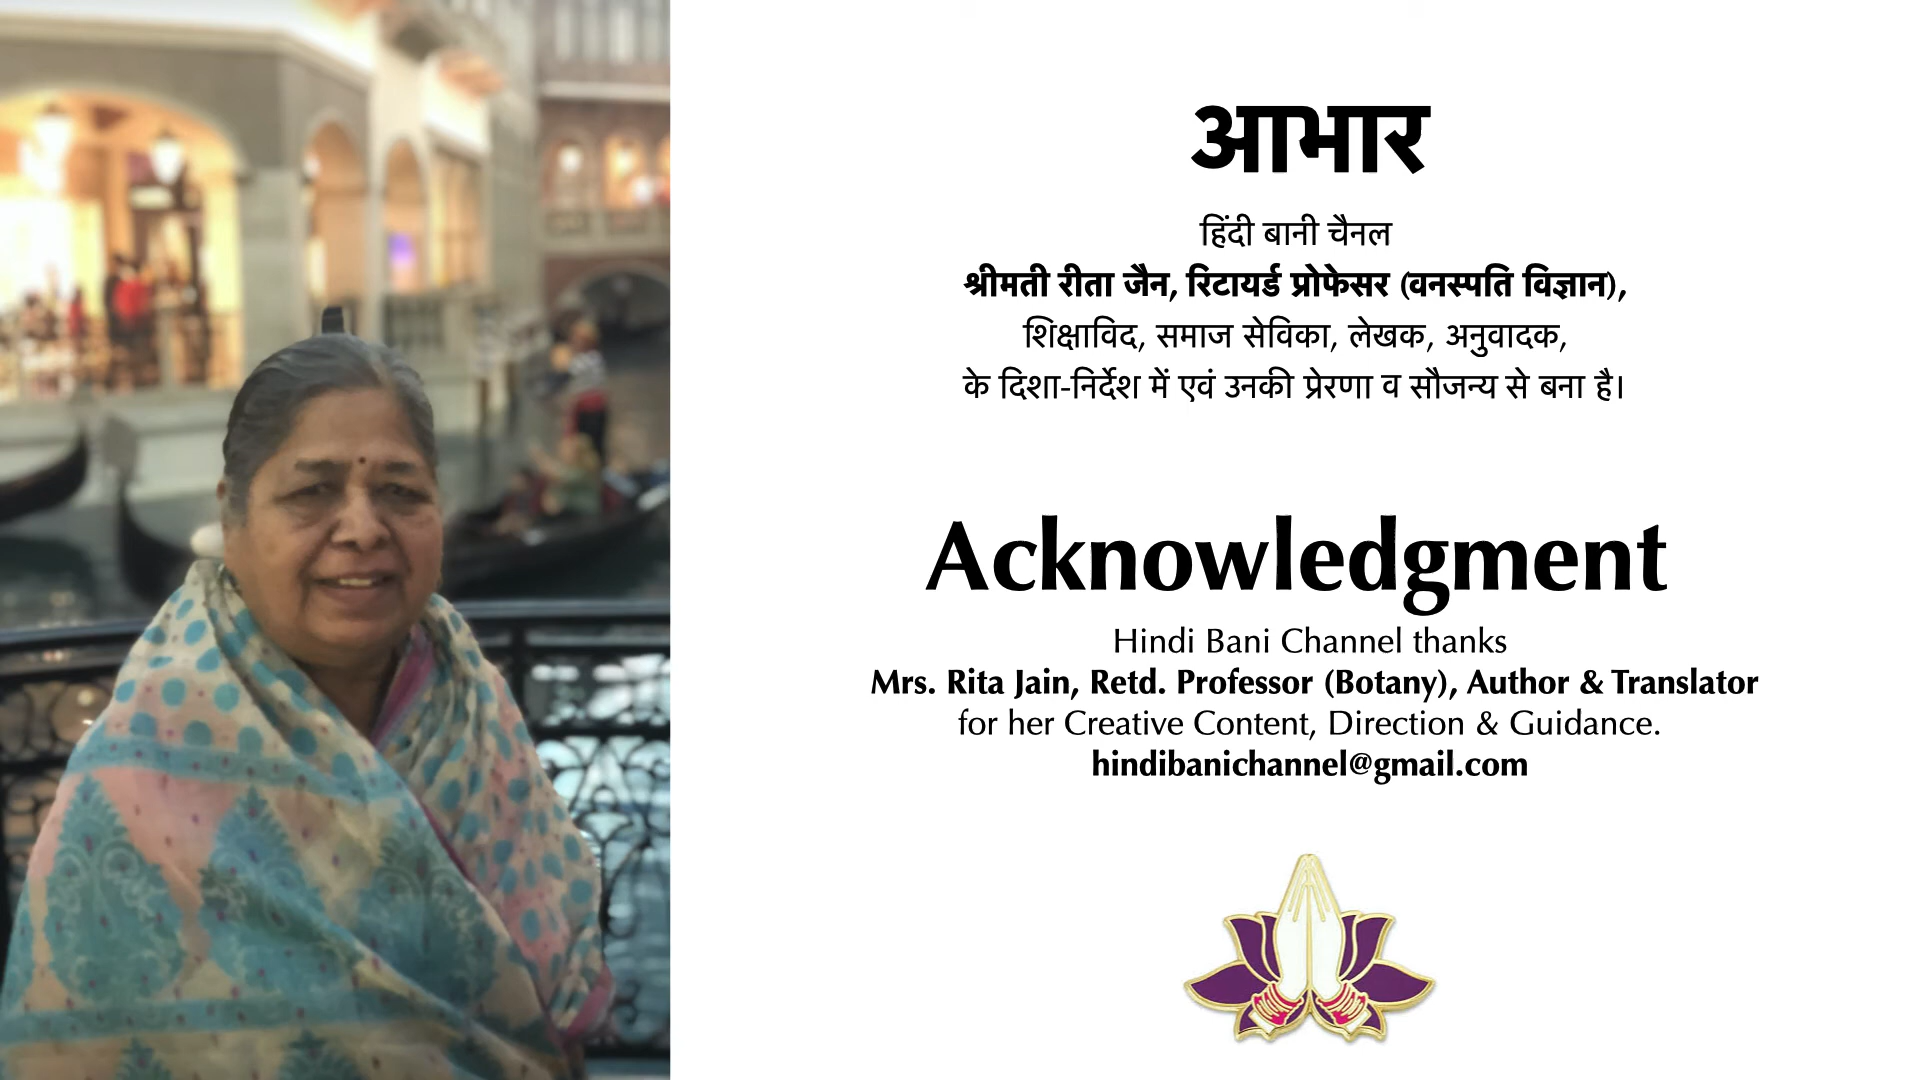 आभार
हिंदी बानी चैनल
श्रीमती रीता जैन, रिटायर्ड प्रोफेसर (वनस्पति विज्ञान),
शिक्षाविद, समाज सेविका, लेखक, अनुवादक,
के दिशा-निर्देश में एवं उनकी प्रेरणा व सौजन्य से बना है।
Acknowledgment
Hindi Bani Channel thanks
Mrs. Rita Jain, Retd. Professor (Botany), Author & Translator
for her Creative Content, Direction & Guidance.
hindibanichannel@gmail.com